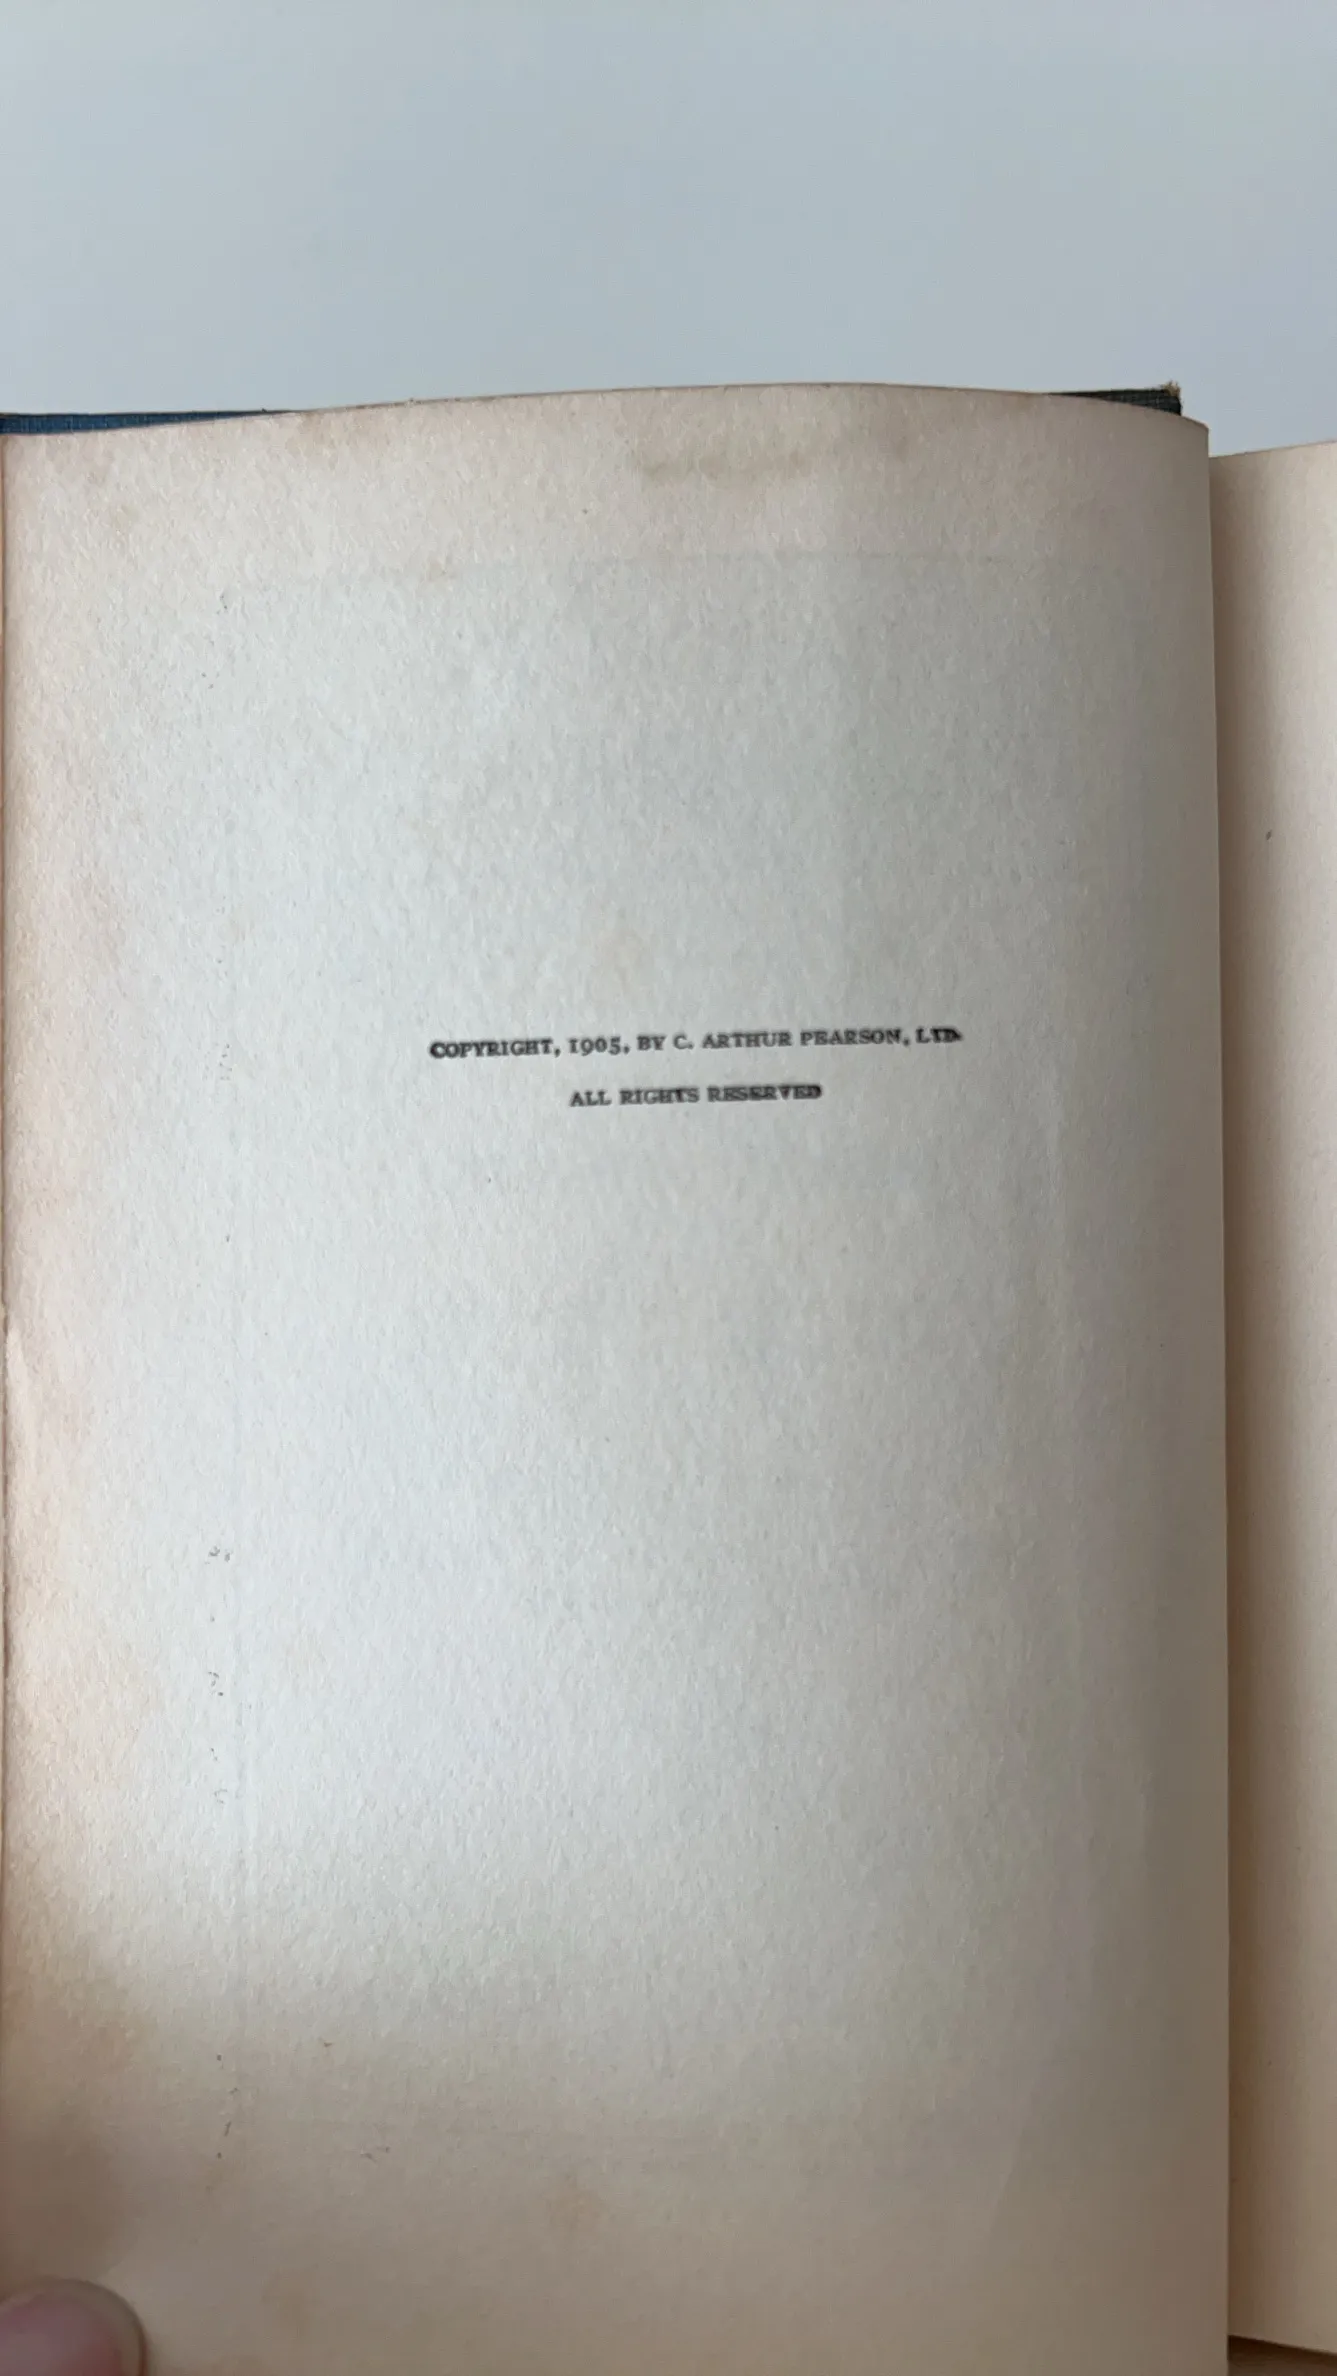 COPYRIGHT, 1905, BY C. ARTHUR PEARSON, LTD.
ALL RIGHTS RESERVED